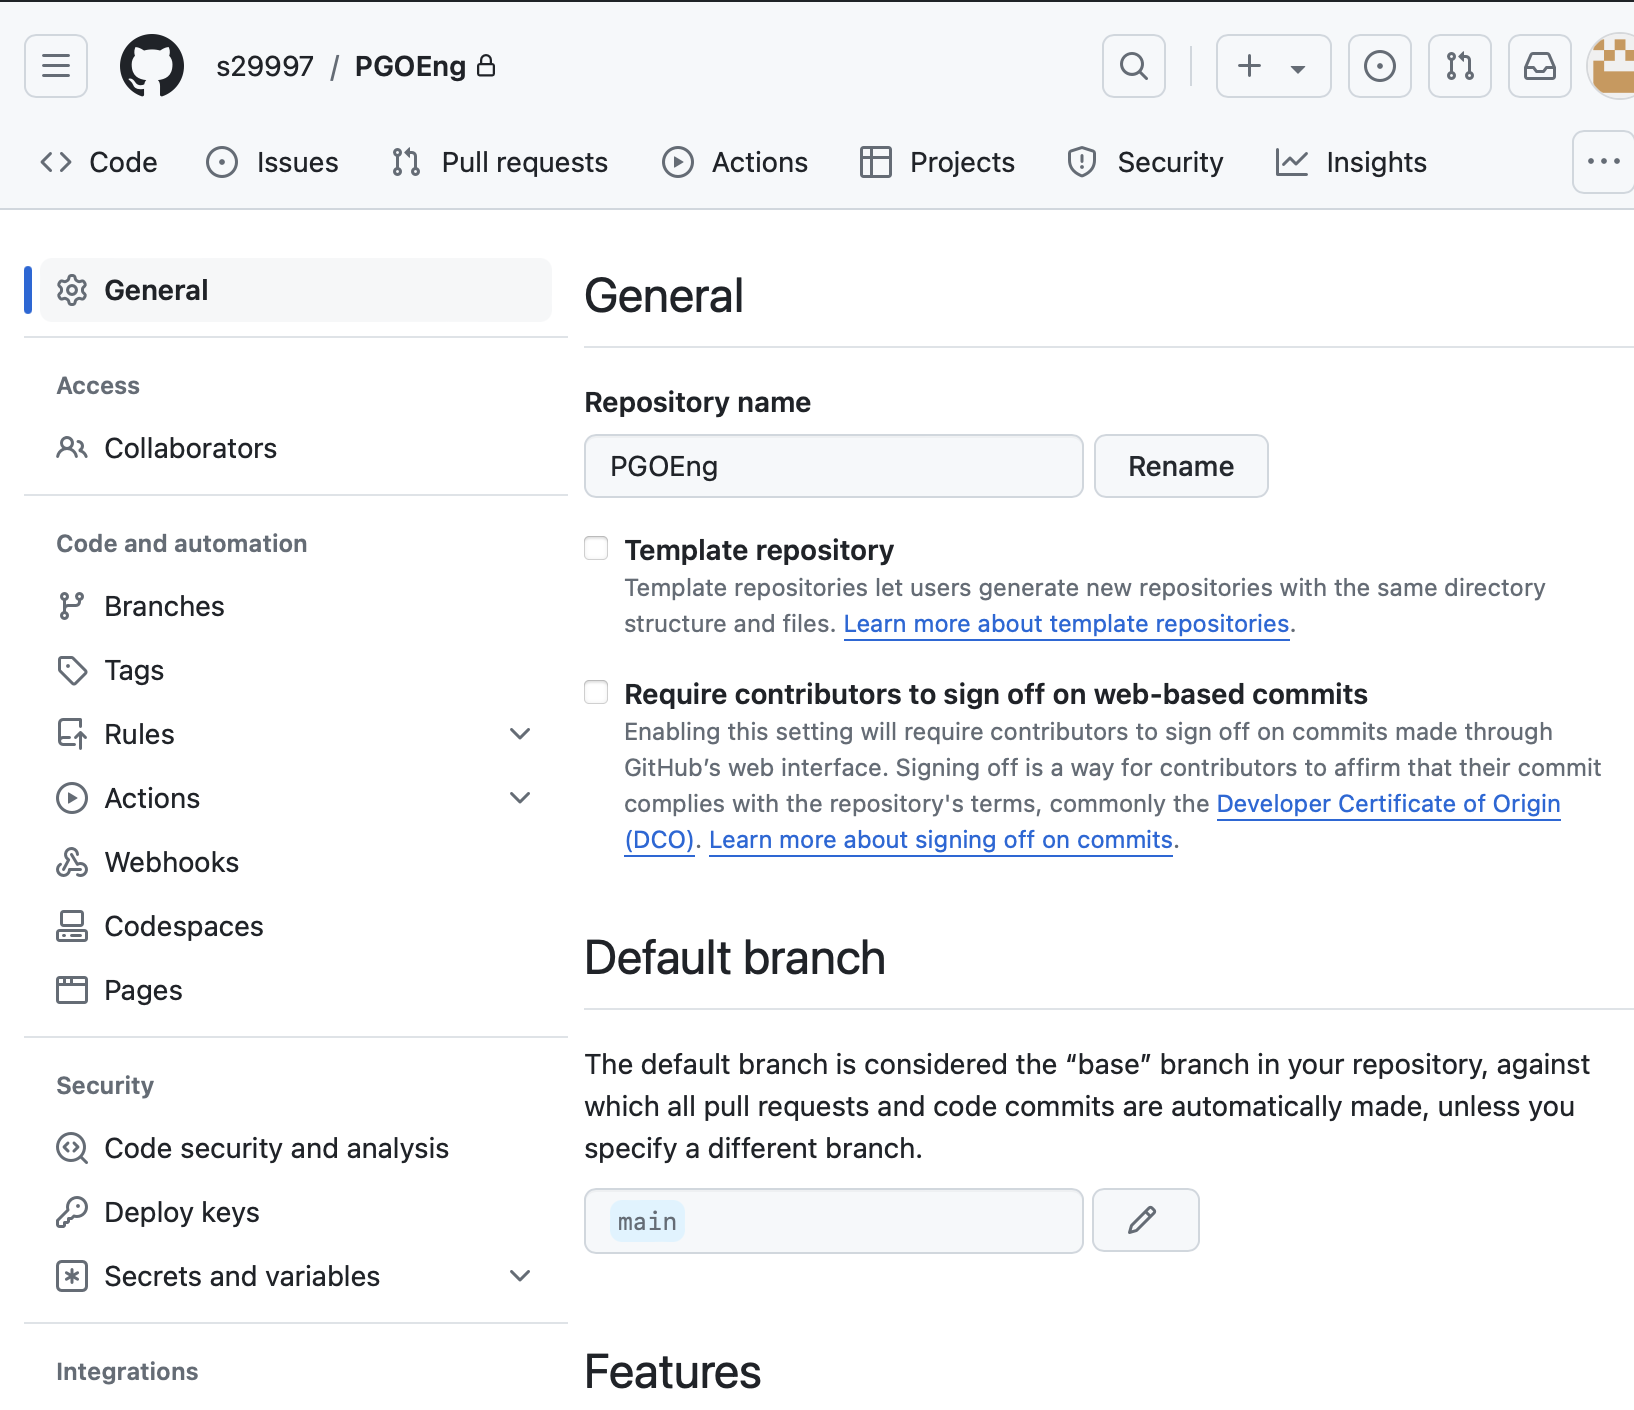 s29997 / PGOEng
Code Issues Pull requests Actions Projects Security Insights
General
Access
Collaborators
Code and automation
Branches
Tags
Rules
Actions
Webhooks
Codespaces
Pages
Security
Code security and analysis
Deploy keys
Secrets and variables
Integrations
General
Repository name
PGOEng Rename
Template repository
Template repositories let users generate new repositories with the same directory
structure and files. Learn more about template repositories.
Require contributors to sign off on web-based commits
Enabling this setting will require contributors to sign off on commits made through
GitHub’s web interface. Signing off is a way for contributors to affirm that their commit
complies with the repository's terms, commonly the Developer Certificate of Origin
(DCO). Learn more about signing off on commits.
Default branch
The default branch is considered the “base” branch in your repository, against
which all pull requests and code commits are automatically made, unless you
specify a different branch.
main
Features